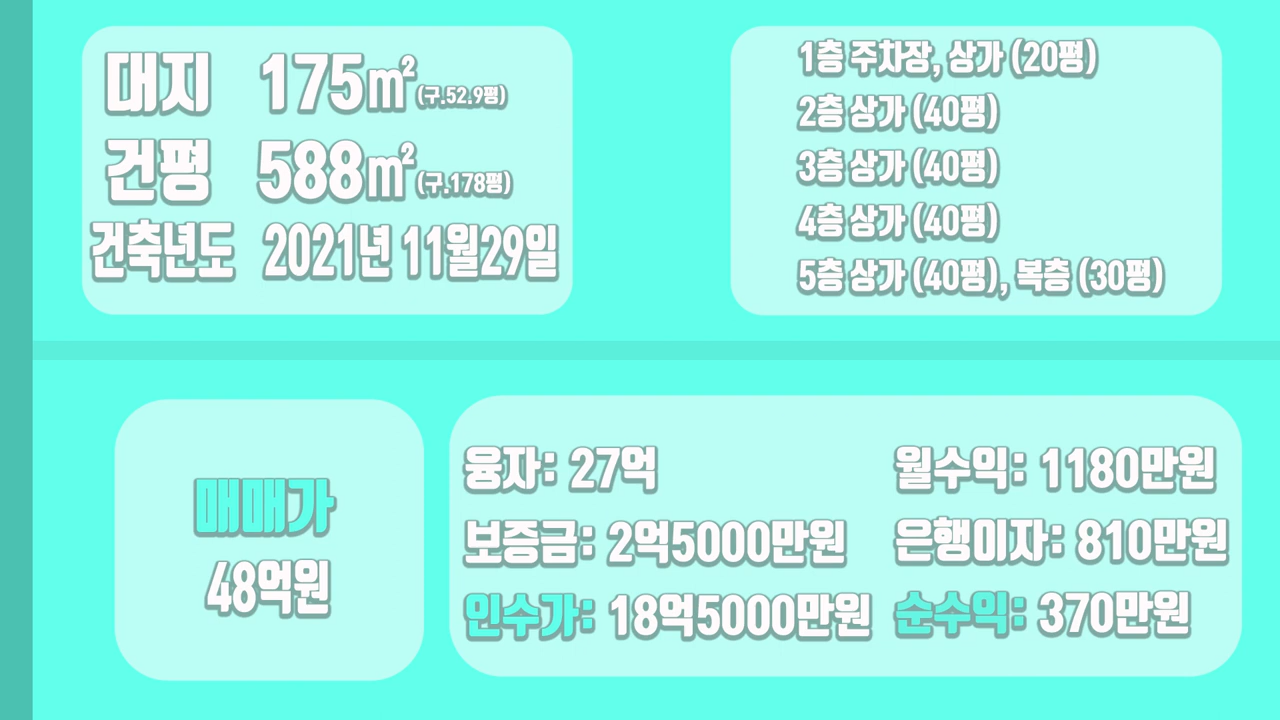 대지 175㎡(구.52.9평)
건평 588㎡(구.178평)
건축년도 2021년 11월29일
1층 주차장, 상가 (20평)
2층 상가 (40평)
3층 상가 (40평)
4층 상가 (40평)
5층 상가 (40평), 복층 (30평)
매매가
48억원
융자: 27억
보증금: 2억5000만원
인수가: 18억5000만원
월수익: 1180만원
은행이자: 810만원
순수익: 370만원